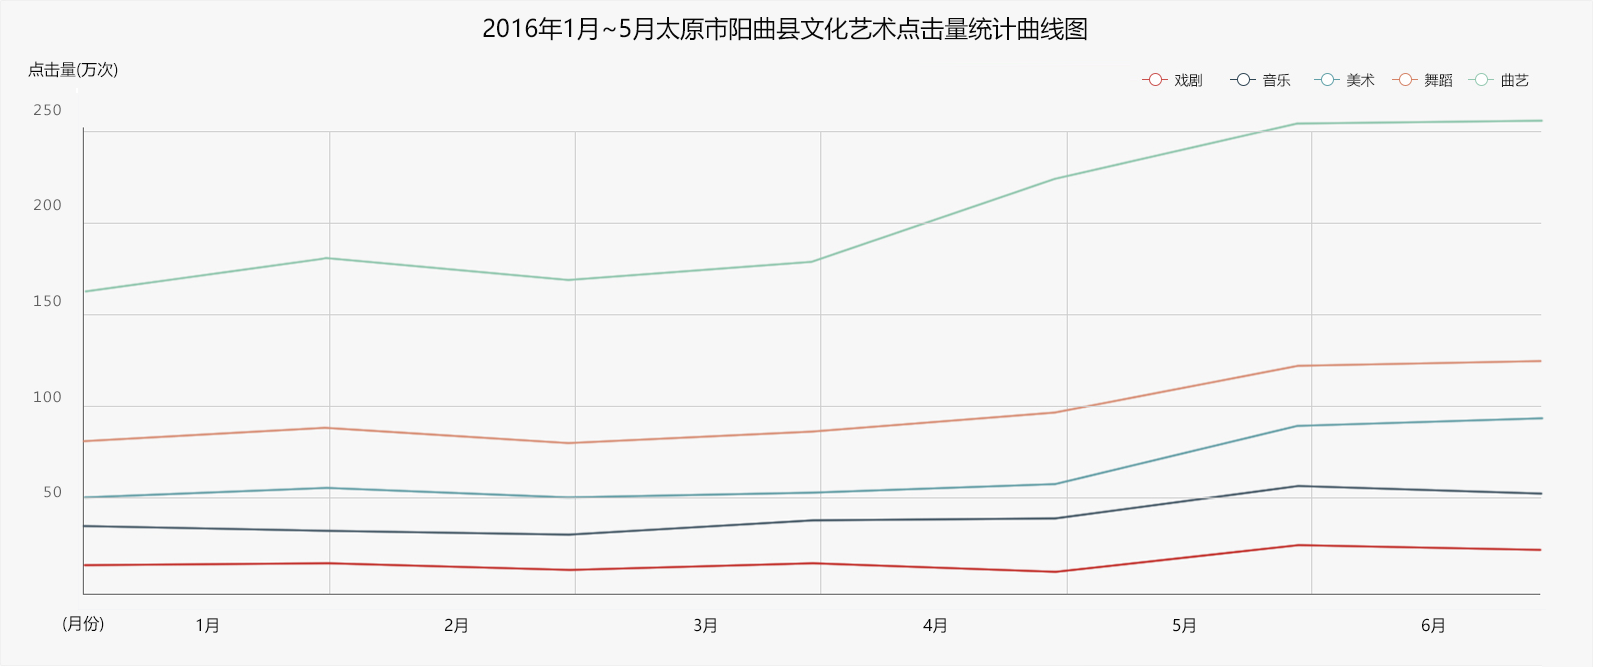 2016年1月~5月太原市阳曲县文化艺术点击量统计曲线图
点击量(万次)
戏剧 音乐 美术 舞蹈 曲艺
250
200
150
100
50
(月份) 1月 2月 3月 4月 5月 6月